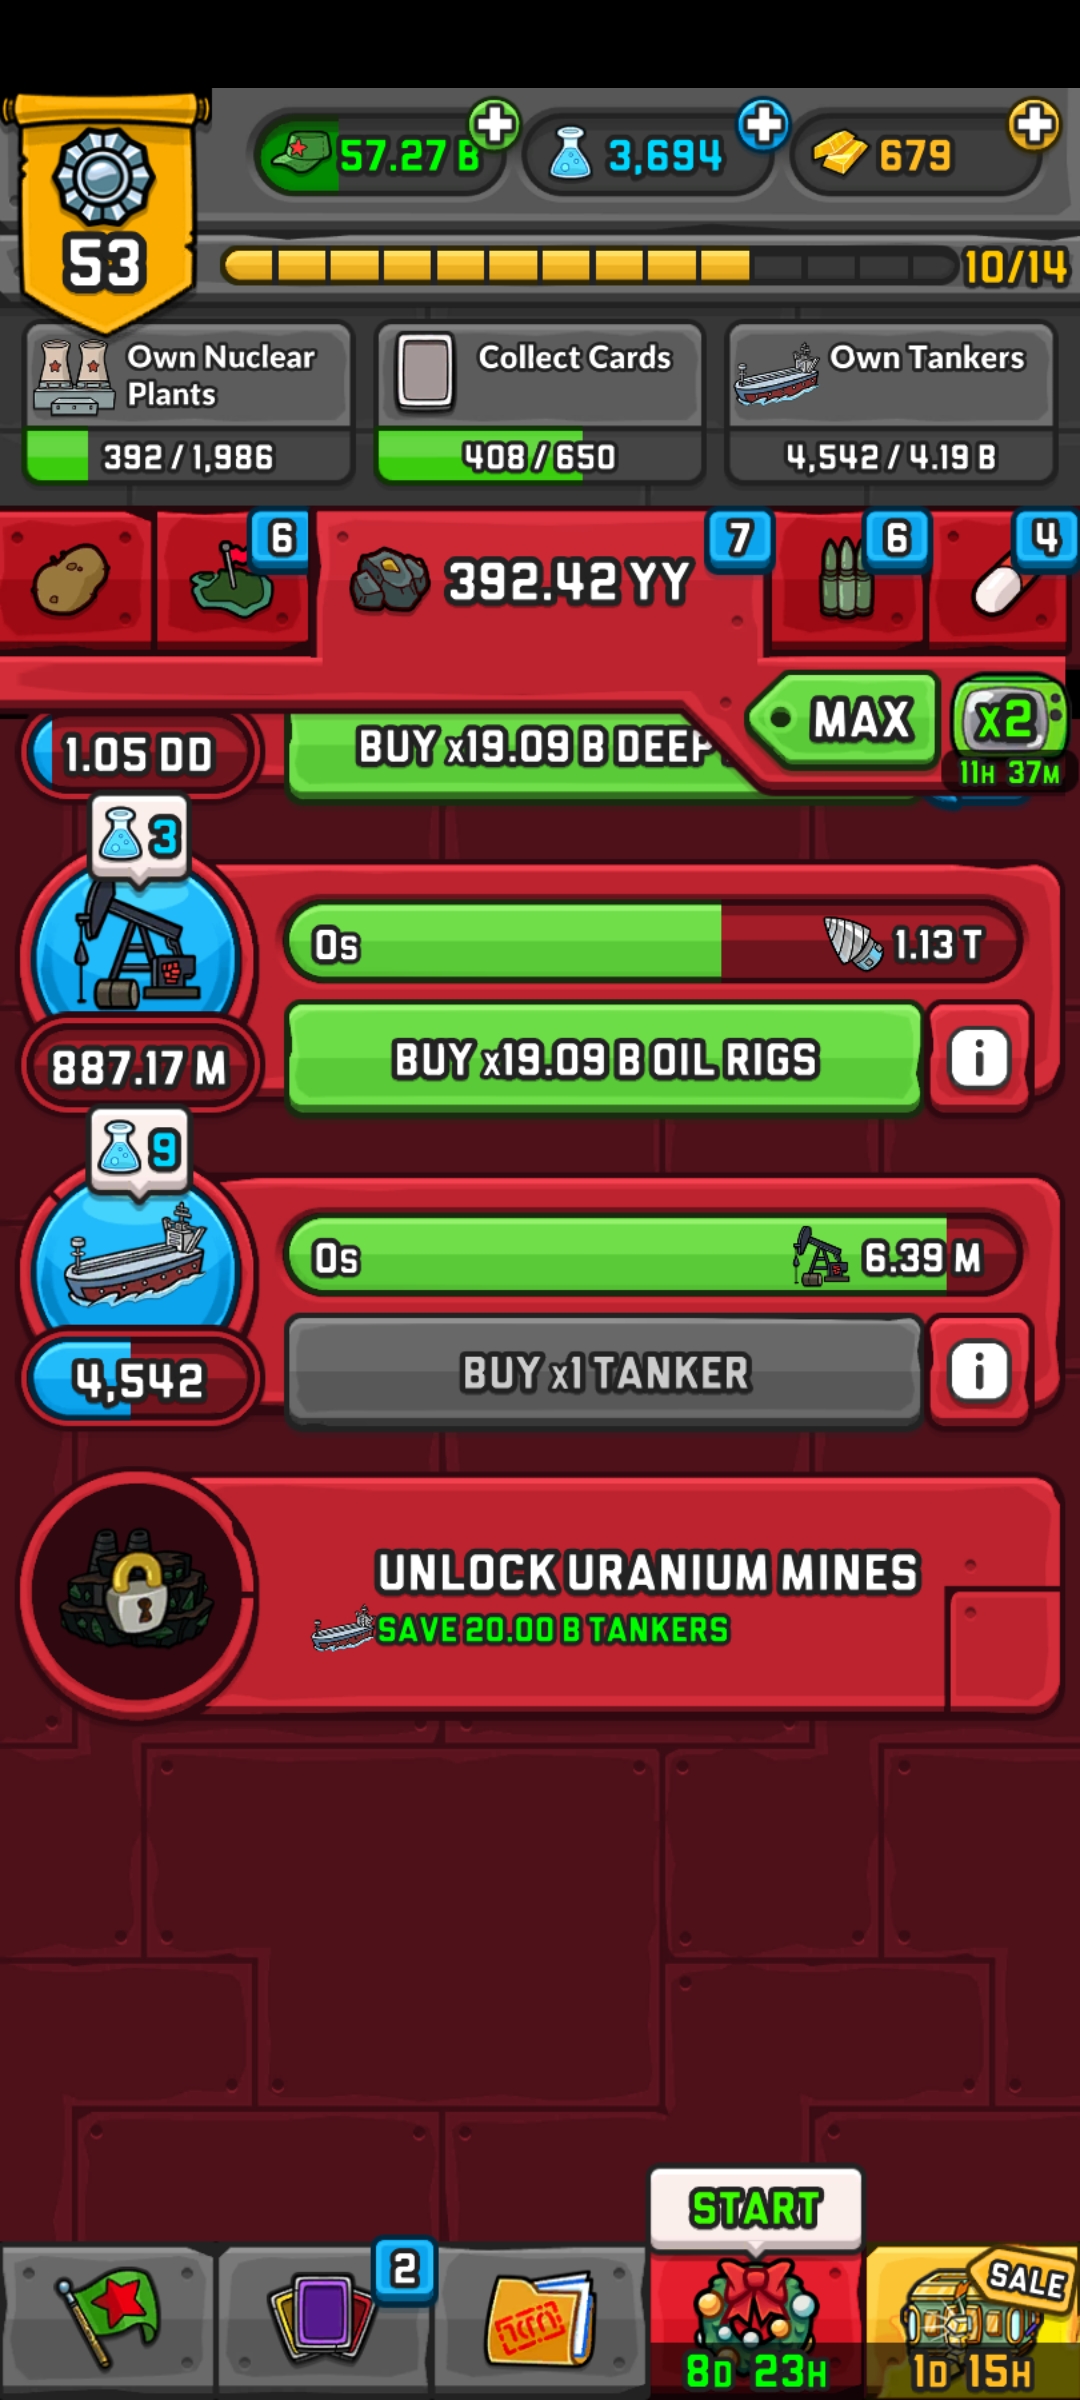 53
57.27 B
3,694
679
10/14
Own Nuclear Plants
392 / 1,986
Collect Cards
408 / 650
Own Tankers
4,542 / 4.19 B
6
392.42 YY
7
6
4
MAX
x2
11H 37M
1.05 DD
BUY x19.09 B DEEP
3
0s
1.13 T
887.17 M
BUY x19.09 B OIL RIGS
i
9
0s
6.39 M
4,542
BUY x1 TANKER
i
UNLOCK URANIUM MINES
SAVE 20.00 B TANKERS
START
2
8D 23H
SALE
1D 15H